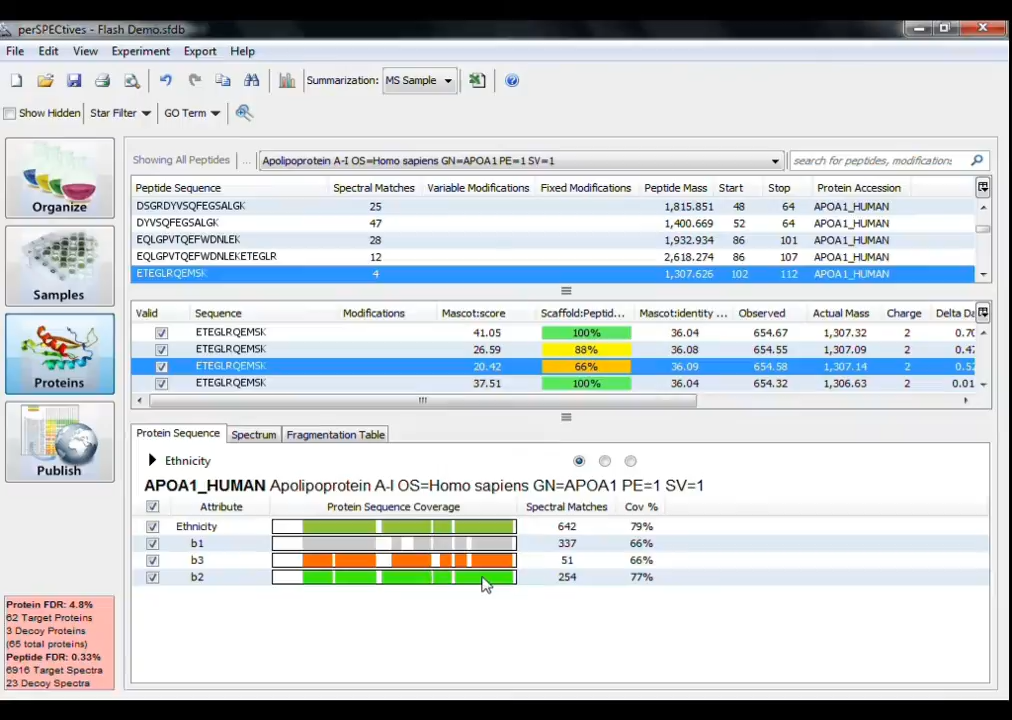 perSPECtives - Flash Demo.sfdb
File Edit View Experiment Export Help
Summarization: MS Sample
Show Hidden Star Filter GO Term
Organize
Samples
Proteins
Publish
Protein FDR: 4.8%
62 Target Proteins
3 Decoy Proteins
(65 total proteins)
Peptide FDR: 0.33%
6916 Target Spectra
23 Decoy Spectra
Showing All Peptides ... Apolipoprotein A-I OS=Homo sapiens GN=APOA1 PE=1 SV=1 search for peptides, modifications
Peptide Sequence Spectral Matches Variable Modifications Fixed Modifications Peptide Mass Start Stop Protein Accession
DSGRDYVSQFEGSALGK 25 1,815.851 48 64 APOA1_HUMAN
DYVSQFEGSALGK 47 1,400.669 52 64 APOA1_HUMAN
EQLGPVTQEFWDNLEK 28 1,932.934 86 101 APOA1_HUMAN
EQLGPVTQEFWDNLEKETEGLR 12 2,618.274 86 107 APOA1_HUMAN
ETEGLRQEMSK 4 1,307.626 102 112 APOA1_HUMAN
Valid Sequence Modifications Mascot:score Scaffold:Peptid... Mascot:identity ... Observed Actual Mass Charge Delta Da
ETEGLRQEMSK 41.05 100% 36.04 654.67 1,307.32 2 0.70
ETEGLRQEMSK 26.59 88% 36.08 654.55 1,307.09 2 0.47
ETEGLRQEMSK 20.42 66% 36.09 654.58 1,307.14 2 0.52
ETEGLRQEMSK 37.51 100% 36.04 654.32 1,306.63 2 0.01
Protein Sequence Spectrum Fragmentation Table
Ethnicity
APOA1_HUMAN Apolipoprotein A-I OS=Homo sapiens GN=APOA1 PE=1 SV=1
Attribute Protein Sequence Coverage Spectral Matches Cov %
Ethnicity 642 79%
b1 337 66%
b3 51 66%
b2 254 77%